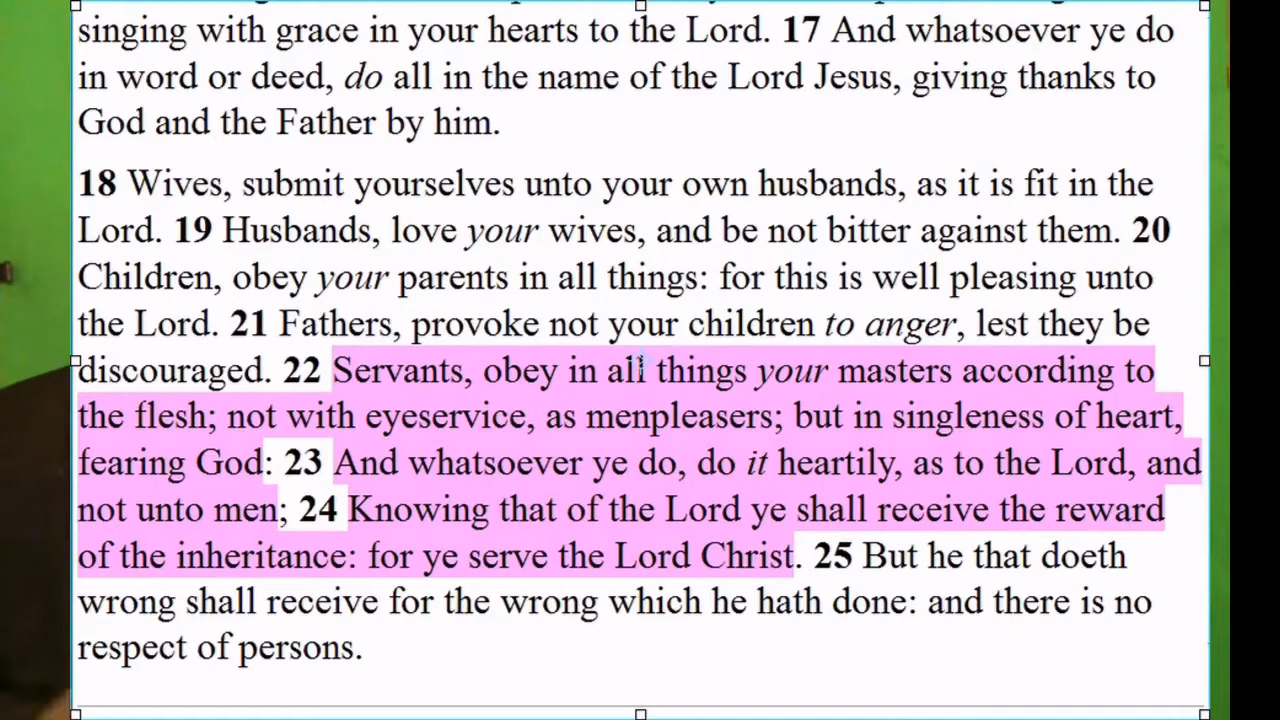 singing with grace in your hearts to the Lord. 17 And whatsoever ye do
in word or deed, do all in the name of the Lord Jesus, giving thanks to
God and the Father by him.
18 Wives, submit yourselves unto your own husbands, as it is fit in the
Lord. 19 Husbands, love your wives, and be not bitter against them. 20
Children, obey your parents in all things: for this is well pleasing unto
the Lord. 21 Fathers, provoke not your children to anger, lest they be
discouraged. 22 Servants, obey in all things your masters according to
the flesh; not with eyeservice, as menpleasers; but in singleness of heart,
fearing God: 23 And whatsoever ye do, do it heartily, as to the Lord, and
not unto men; 24 Knowing that of the Lord ye shall receive the reward
of the inheritance: for ye serve the Lord Christ. 25 But he that doeth
wrong shall receive for the wrong which he hath done: and there is no
respect of persons.